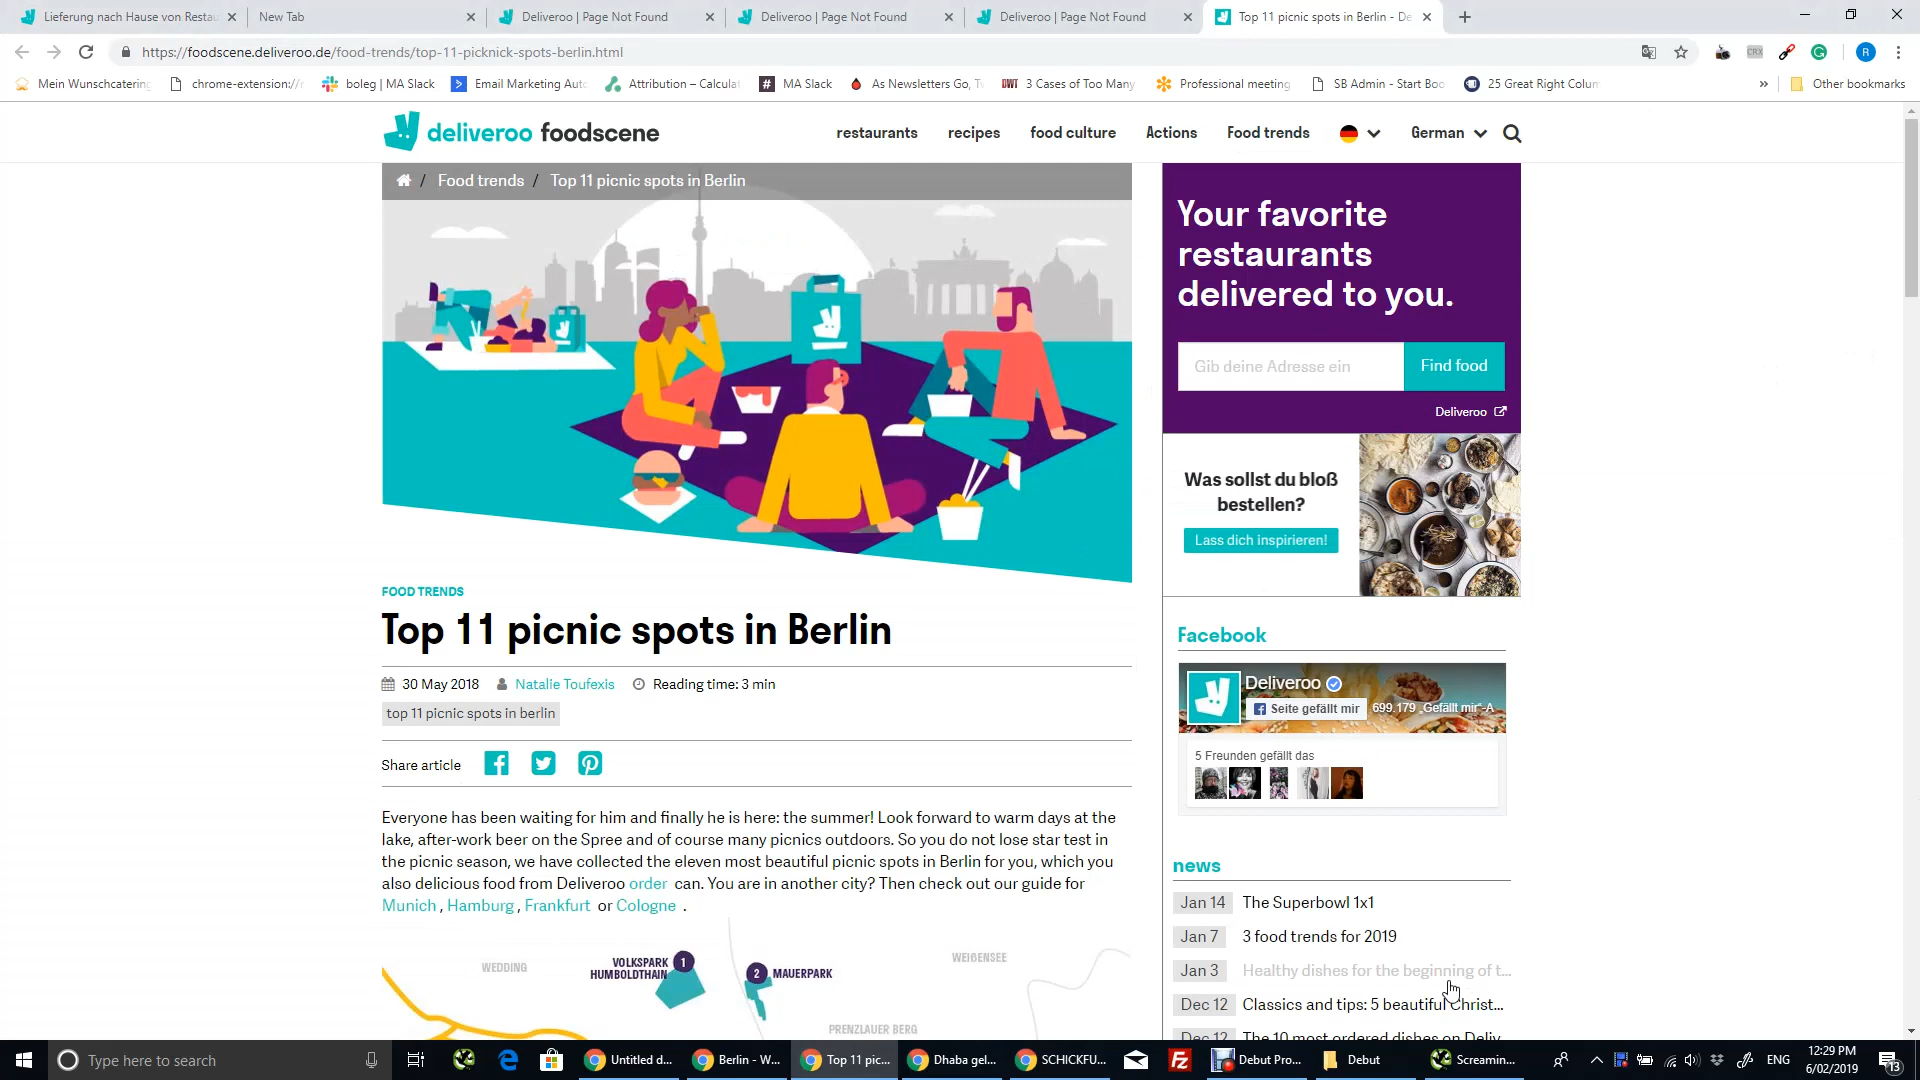 Lieferung nach Hause von Restau
New Tab
Deliveroo | Page Not Found
Deliveroo | Page Not Found
Deliveroo | Page Not Found
Top 11 picnic spots in Berlin - De
https://foodscene.deliveroo.de/food-trends/top-11-picknick-spots-berlin.html
CRX
R
Mein Wunschcatering
chrome-extension://r
boleg | MA Slack
Email Marketing Auto
Attribution – Calculat
MA Slack
As Newsletters Go, T
DWT
3 Cases of Too Many
Professional meeting
SB Admin - Start Boo
25 Great Right Colum
»
Other bookmarks
deliveroo foodscene
restaurants
recipes
food culture
Actions
Food trends
German
/ Food trends / Top 11 picnic spots in Berlin
Your favorite
restaurants
delivered to you.
Gib deine Adresse ein
Find food
Deliveroo
Was sollst du bloß
bestellen?
Lass dich inspirieren!
FOOD TRENDS
Top 11 picnic spots in Berlin
30 May 2018
Natalie Toufexis
Reading time: 3 min
top 11 picnic spots in berlin
Share article
Everyone has been waiting for him and finally he is here: the summer! Look forward to warm days at the
lake, after-work beer on the Spree and of course many picnics outdoors. So you do not lose star test in
the picnic season, we have collected the eleven most beautiful picnic spots in Berlin for you, which you
also delicious food from Deliveroo order can. You are in another city? Then check out our guide for
Munich , Hamburg , Frankfurt or Cologne .
WEDDING
VOLKSPARK
HUMBOLDTHAIN
1
2
MAUERPARK
WEIßENSEE
PRENZLAUER BERG
Facebook
Deliveroo
Seite gefällt mir
699.179 „Gefällt mir“-A
5 Freunden gefällt das
news
Jan 14 The Superbowl 1x1
Jan 7 3 food trends for 2019
Jan 3 Healthy dishes for the beginning of t...
Dec 12 Classics and tips: 5 beautiful Christ...
Dec 12 The 10 most ordered dishes on Deliv...
Type here to search
Untitled d...
Berlin - W...
Top 11 pic...
Dhaba gel...
SCHICKFU...
Debut Pro...
Debut
Screamin...
ENG
12:29 PM
6/02/2019
13